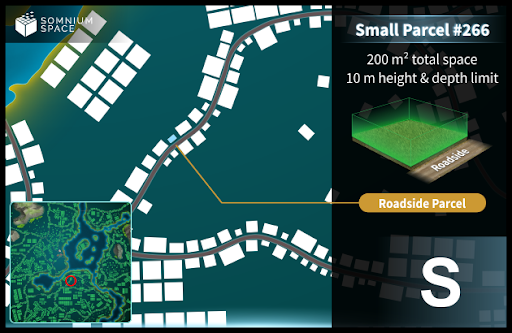 SOMNIUM
SPACE
Small Parcel #266
200 m² total space
10 m height & depth limit
Roadside
Roadside Parcel
S